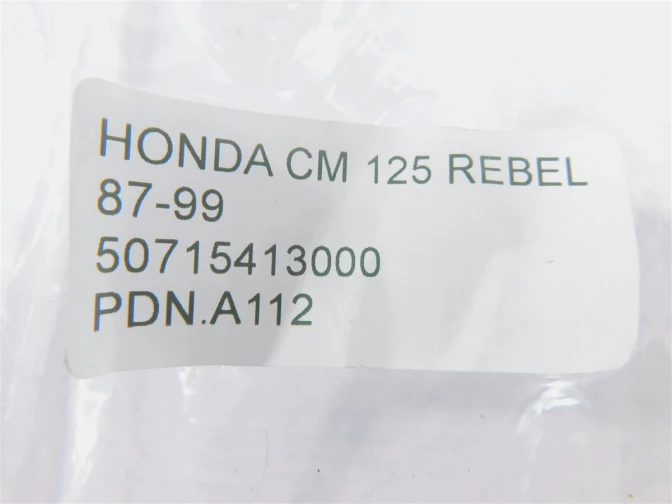 HONDA CM 125 REBEL
87-99
50715413000
PDN.A112